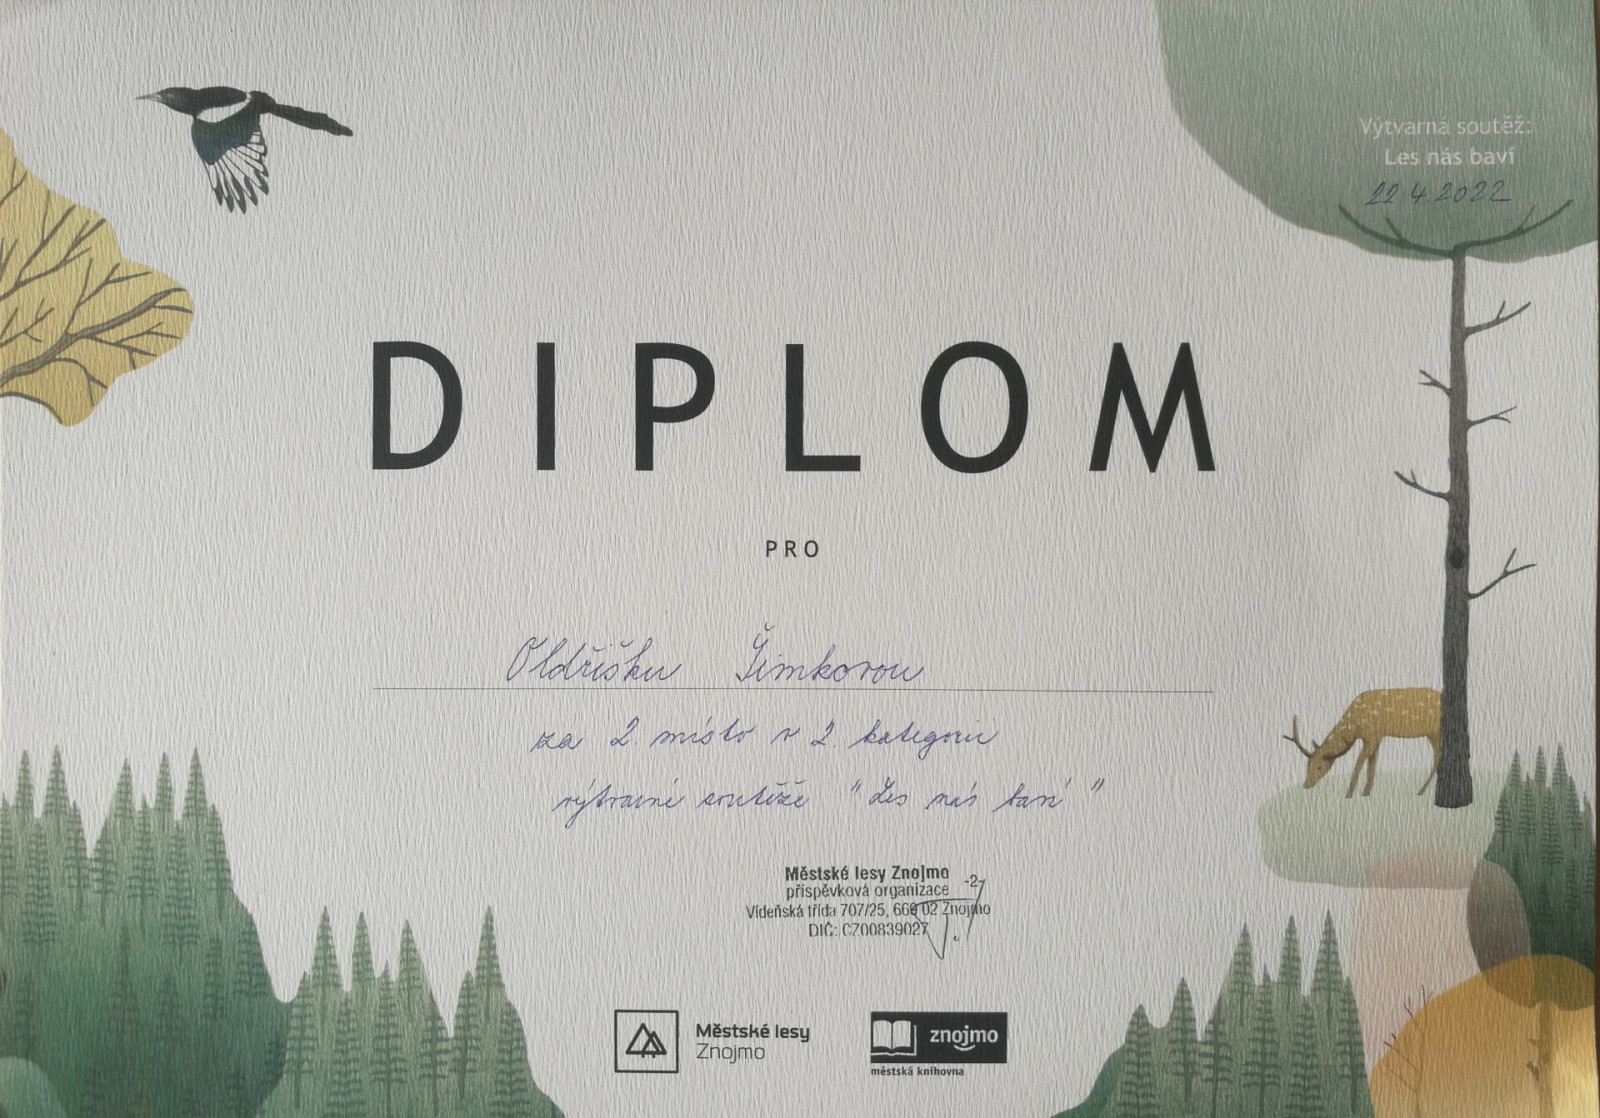 Výtvarná soutěž:
Les nás baví
22 4 2022
DIPLOM
PRO
Oldřišku Šimkovou
za 2. místo v 2. kategorii
výtvarné soutěže "Les nás baví"
Městské lesy Znojmo
příspěvková organizace -2-
Vídeňská třída 707/25, 669 02 Znojmo
DIČ: CZ00839027
Městské lesy
Znojmo
znojmo
městská knihovna